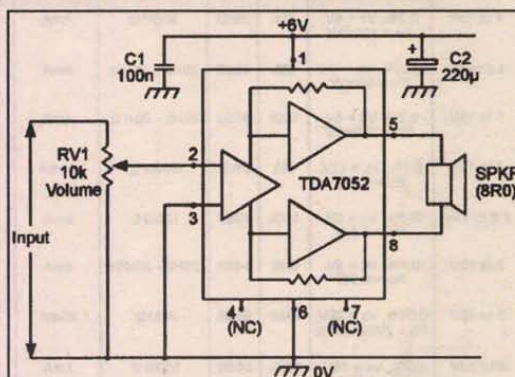 +6V
C1
100n
+
C2
220µ
1
RV1
10k
Volume
2
3
TDA7052
5
8
SPKR
(8R0)
Input
4
(NC)
6
7
(NC)
0V